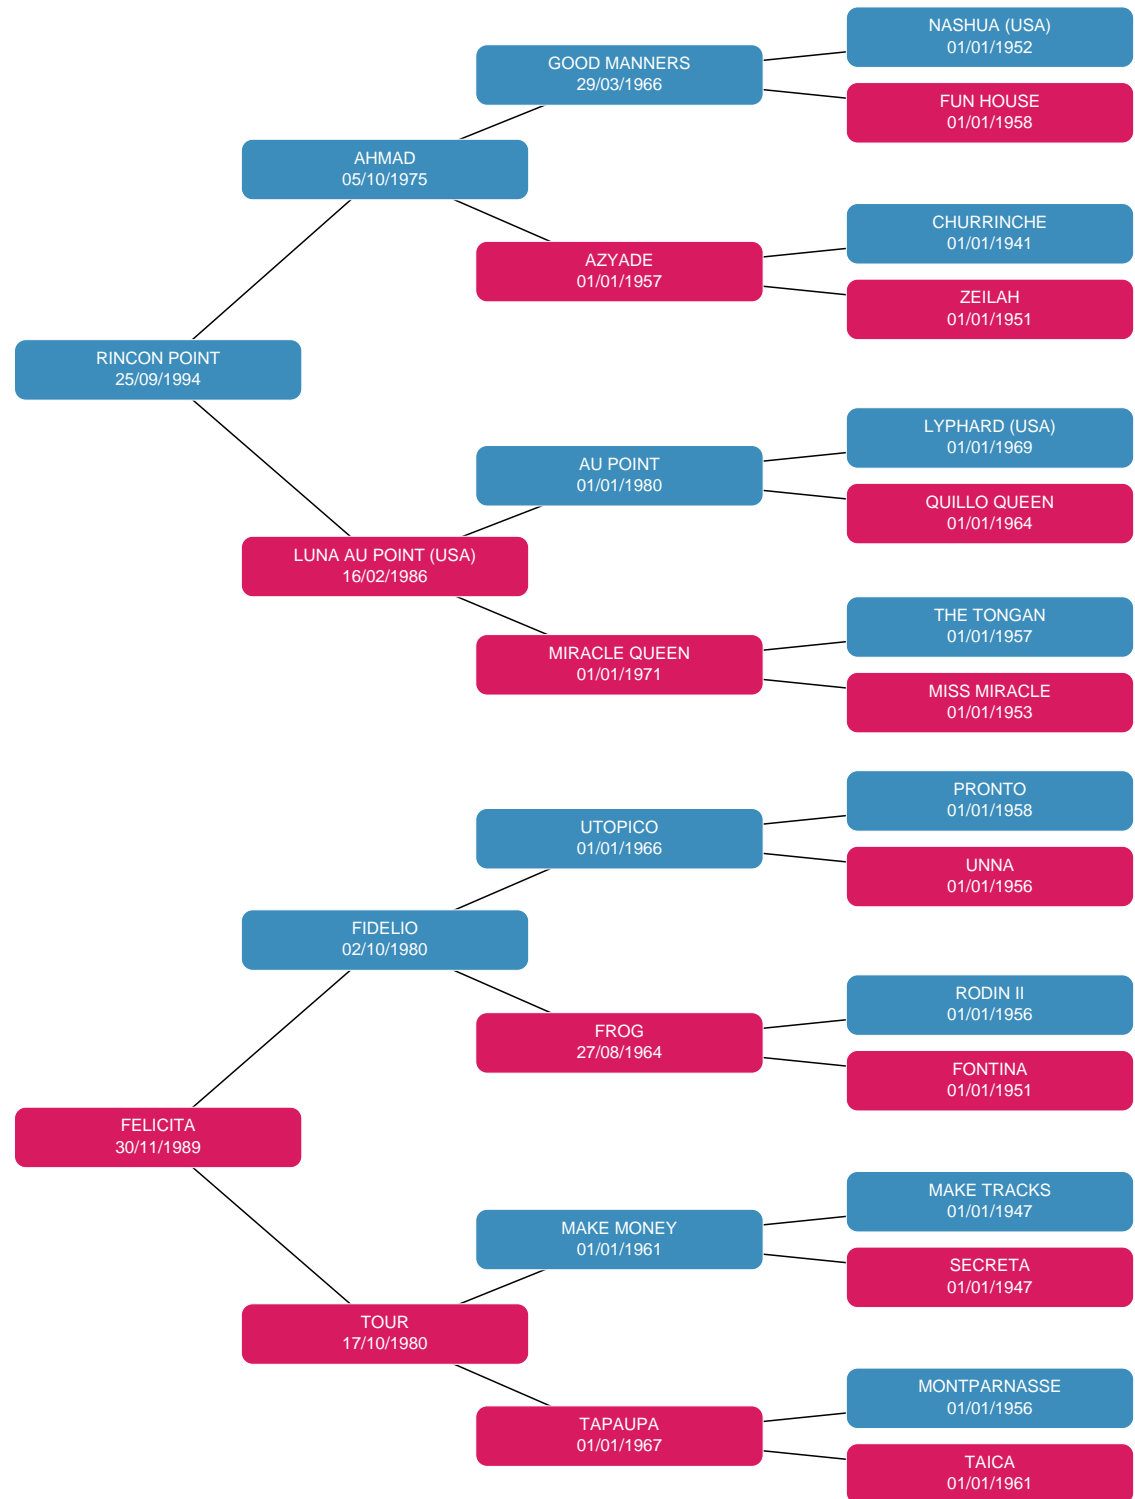 NASHUA (USA)
01/01/1952
GOOD MANNERS
29/03/1966
FUN HOUSE
01/01/1958
AHMAD
05/10/1975
CHURRINCHE
01/01/1941
AZYADE
01/01/1957
ZEILAH
01/01/1951
RINCON POINT
25/09/1994
LYPHARD (USA)
01/01/1969
AU POINT
01/01/1980
QUILLO QUEEN
01/01/1964
LUNA AU POINT (USA)
16/02/1986
THE TONGAN
01/01/1957
MIRACLE QUEEN
01/01/1971
MISS MIRACLE
01/01/1953
PRONTO
01/01/1958
UTOPICO
01/01/1966
UNNA
01/01/1956
FIDELIO
02/10/1980
RODIN II
01/01/1956
FROG
27/08/1964
FONTINA
01/01/1951
FELICITA
30/11/1989
MAKE TRACKS
01/01/1947
MAKE MONEY
01/01/1961
SECRETA
01/01/1947
TOUR
17/10/1980
MONTPARNASSE
01/01/1956
TAPAUPA
01/01/1967
TAICA
01/01/1961